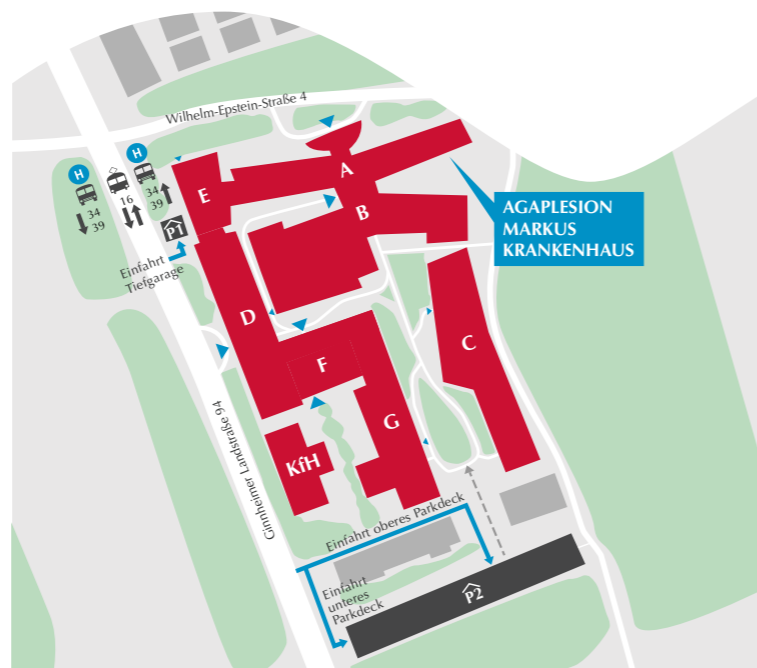 Wilhelm-Epstein-Straße 4
H
H
34
39
16
34
39
P1
Einfahrt
Tiefgarage
A
E
B
AGAPLESION
MARKUS
KRANKENHAUS
D
C
F
G
KfH
Ginnheimer Landstraße 94
Einfahrt oberes Parkdeck
Einfahrt
unteres
Parkdeck
P2